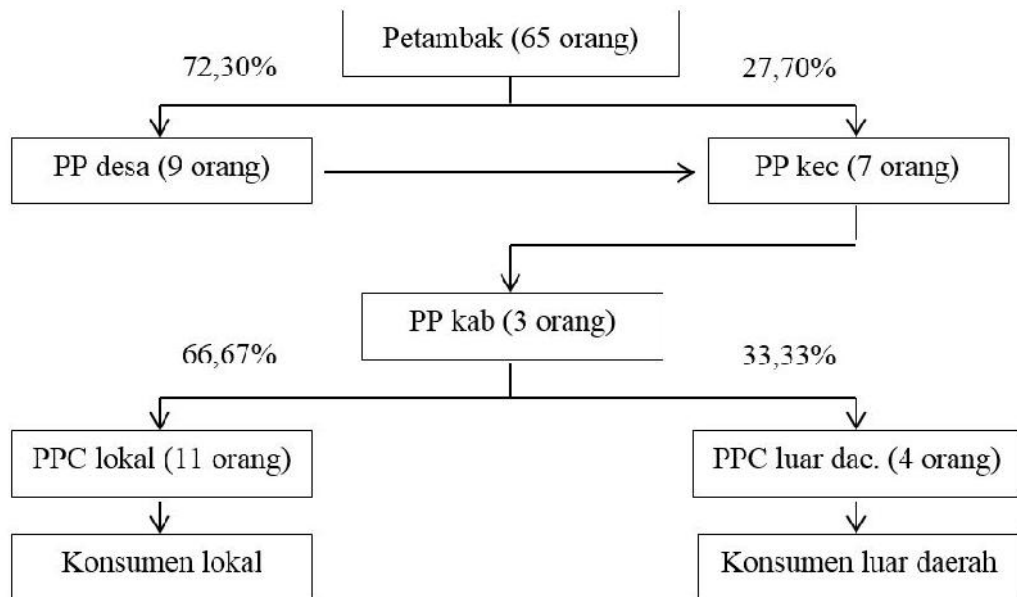 Petambak (65 orang)
72,30%
27,70%
PP desa (9 orang)
PP kec (7 orang)
PP kab (3 orang)
66,67%
33,33%
PPC lokal (11 orang)
PPC luar dac. (4 orang)
Konsumen lokal
Konsumen luar daerah